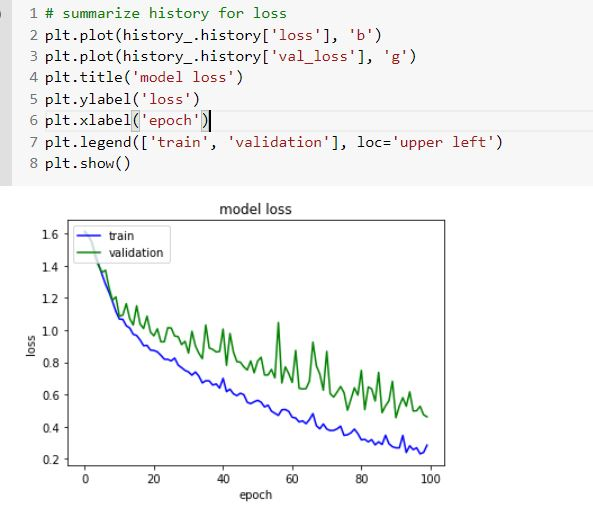 1 # summarize history for loss
2 plt.plot(history_.history['loss'], 'b')
3 plt.plot(history_.history['val_loss'], 'g')
4 plt.title('model loss')
5 plt.ylabel('loss')
6 plt.xlabel('epoch')
7 plt.legend(['train', 'validation'], loc='upper left')
8 plt.show()
model loss
train
validation
1.6
1.4
1.2
1.0
0.8
0.6
0.4
0.2
loss
0 20 40 60 80 100
epoch